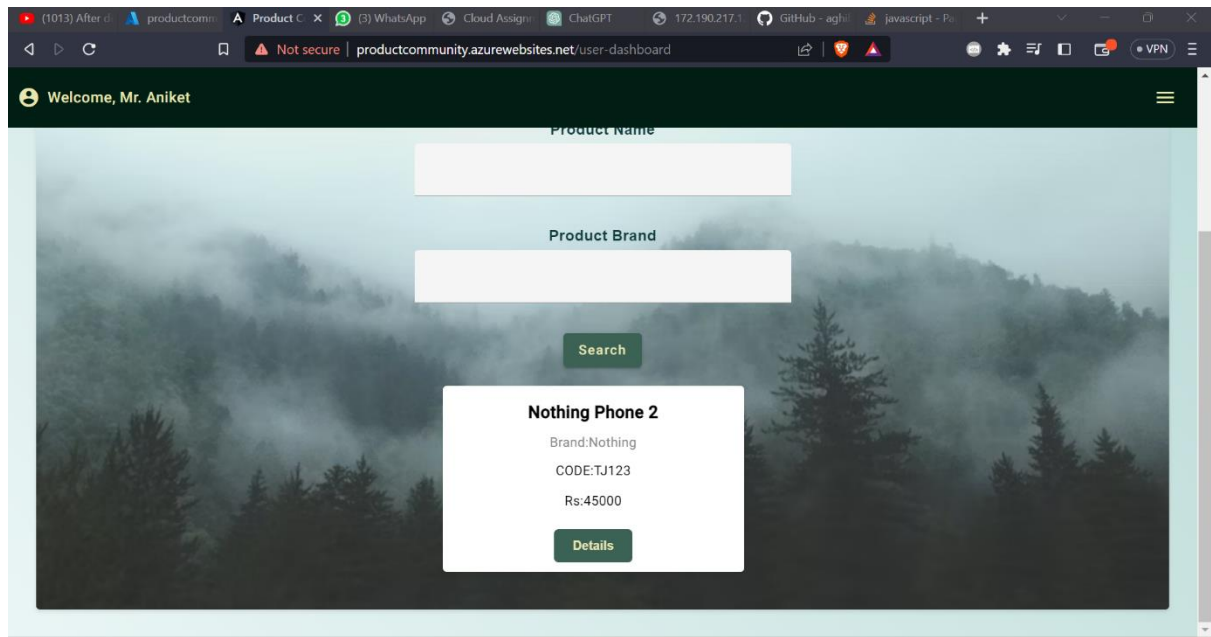 (1013) After d
productcomm
Product C
(3) WhatsApp
Cloud Assignm
ChatGPT
172.190.217.1
GitHub - aghil
javascript - Pa
Not secure | productcommunity.azurewebsites.net/user-dashboard
VPN
Welcome, Mr. Aniket
Product Name
Product Brand
Search
Nothing Phone 2
Brand:Nothing
CODE:TJ123
Rs:45000
Details